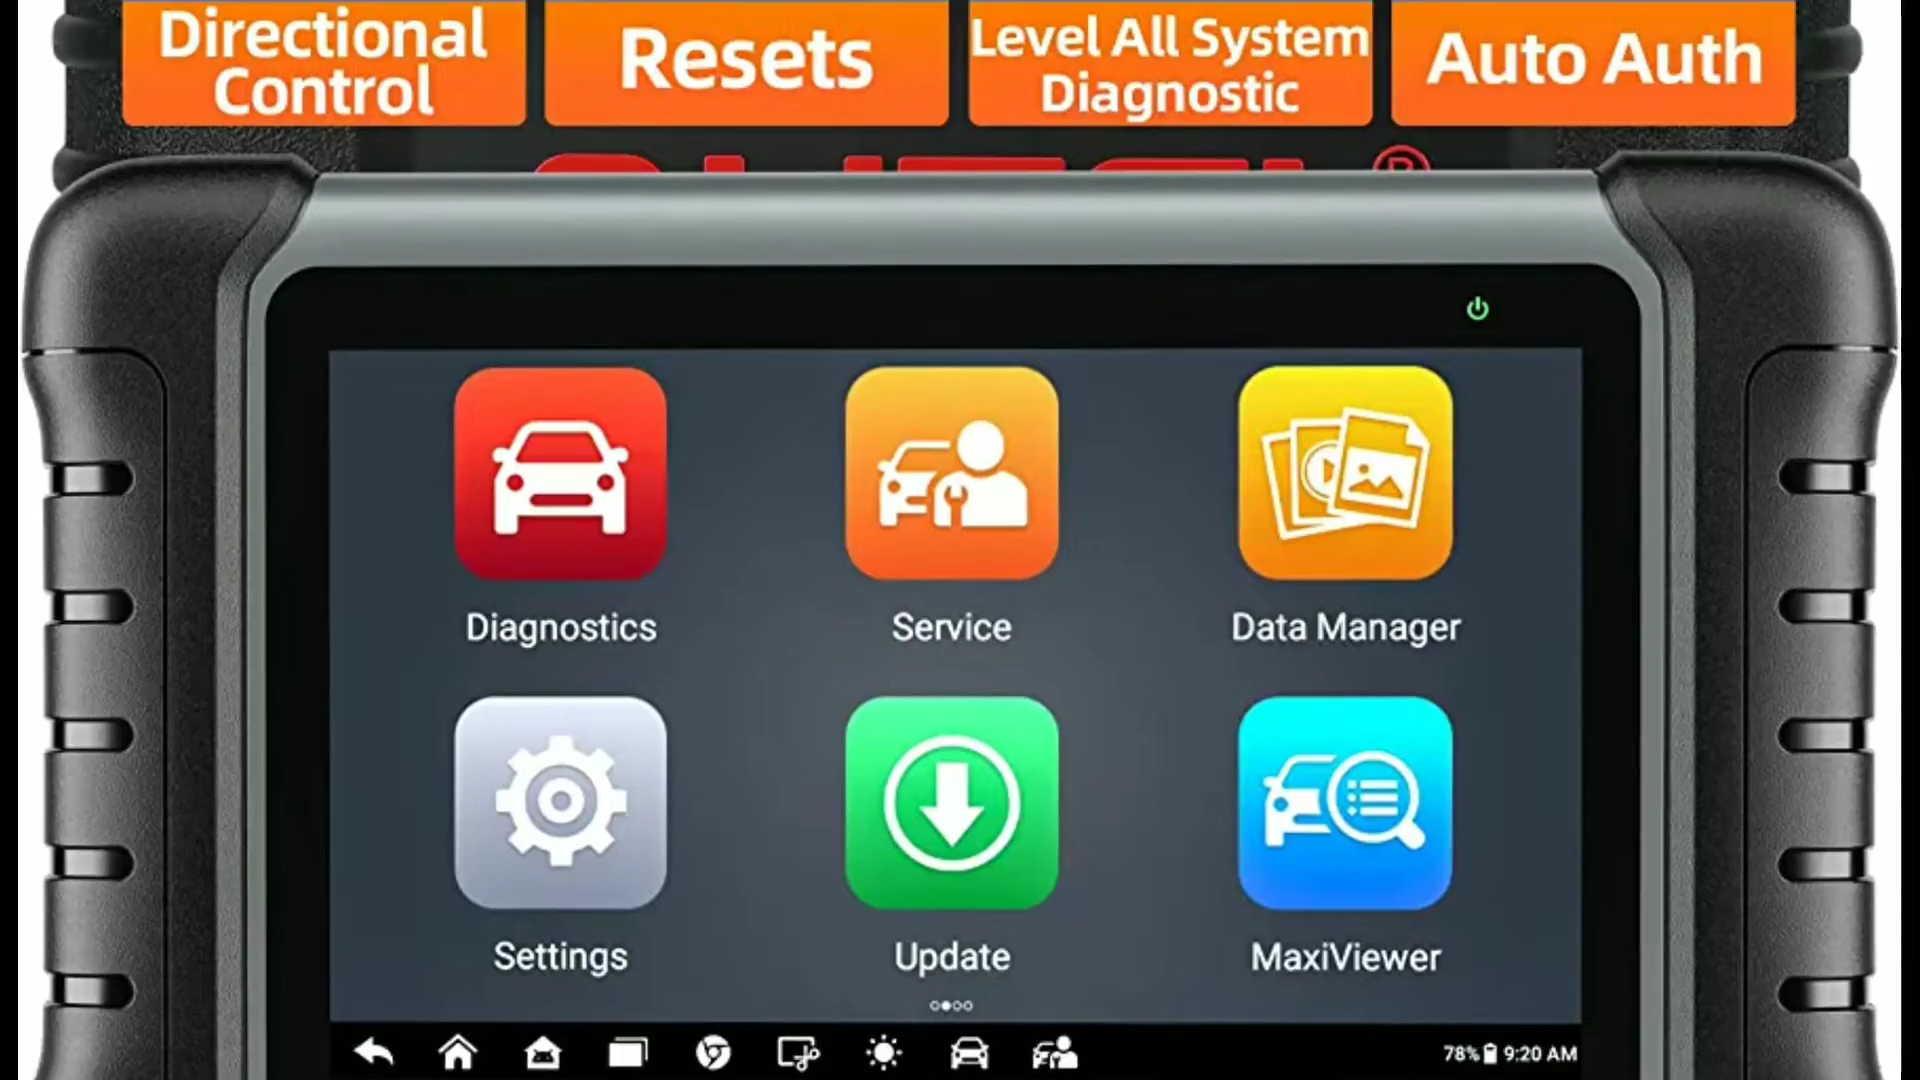 Directional
Control
Resets
Level All System
Diagnostic
Auto Auth
®
Diagnostics
Service
Data Manager
Settings
Update
MaxiViewer
78% 9:20 AM